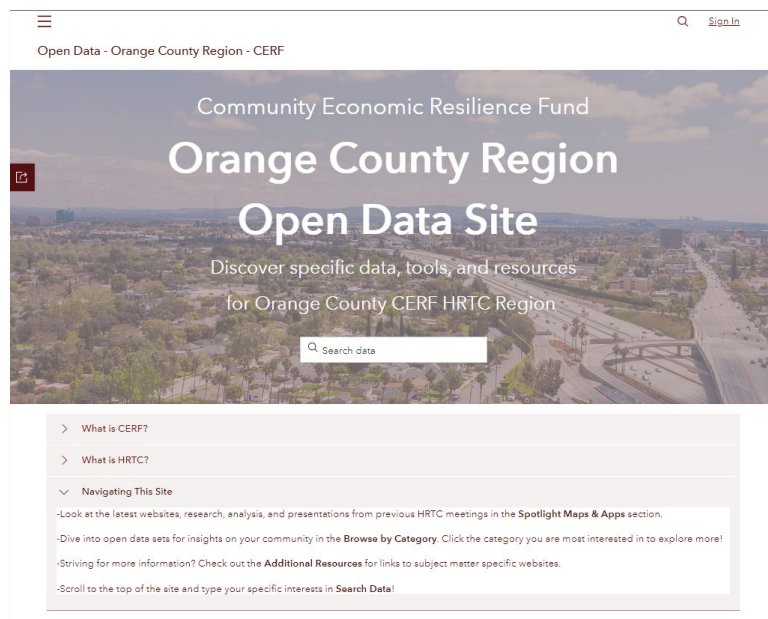 Sign In
Open Data - Orange County Region - CERF
Community Economic Resilience Fund
Orange County Region
Open Data Site
Discover specific data, tools, and resources
for Orange County CERF HRTC Region
Search data
What is CERF?
What is HRTC?
Navigating This Site
-Look at the latest websites, research, analysis, and presentations from previous HRTC meetings in the Spotlight Maps & Apps section.
-Dive into open data sets for insights on your community in the Browse by Category. Click the category you are most interested in to explore more!
-Striving for more information? Check out the Additional Resources for links to subject matter specific websites.
-Scroll to the top of the site and type your specific interests in Search Data!